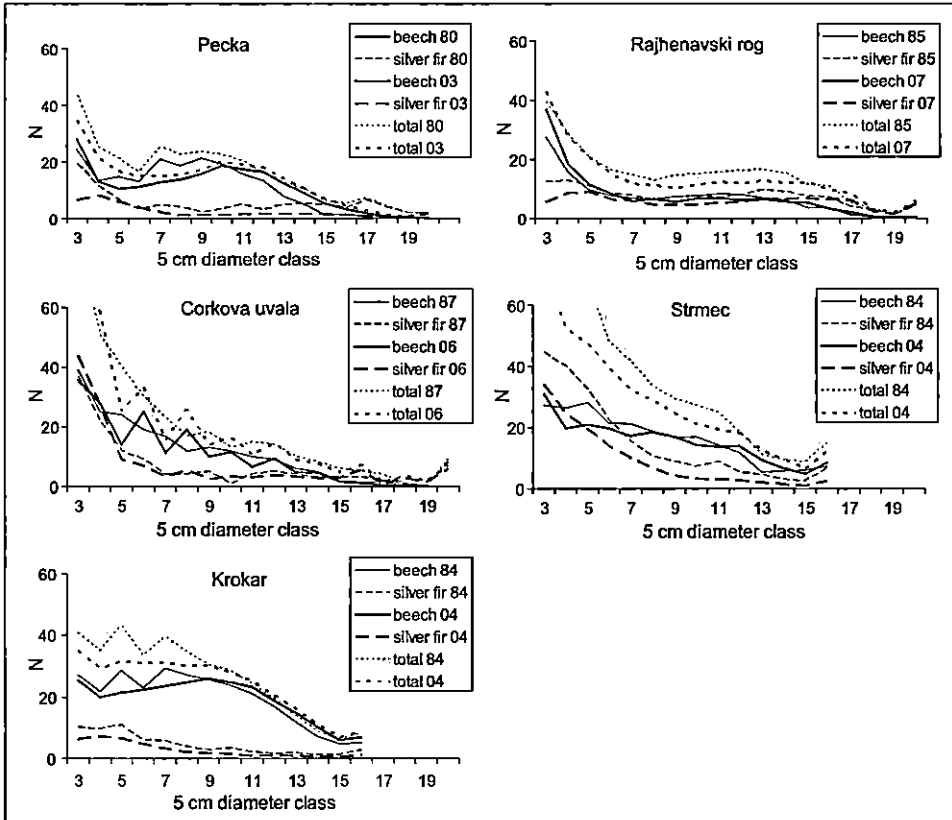 Pecka
60
40
20
0
N
3 5 7 9 11 13 15 17 19
5 cm diameter class
beech 80
silver fir 80
beech 03
silver fir 03
total 80
total 03
Rajhenavski rog
60
40
20
0
N
3 5 7 9 11 13 15 17 19
5 cm diameter class
beech 85
silver fir 85
beech 07
silver fir 07
total 85
total 07
Corkova uvala
60
40
20
0
N
3 5 7 9 11 13 15 17 19
5 cm diameter class
beech 87
silver fir 87
beech 06
silver fir 06
total 87
total 06
Strmec
60
40
20
0
N
3 5 7 9 11 13 15 17 19
5 cm diameter class
beech 84
silver fir 84
beech 04
silver fir 04
total 84
total 04
Krokar
60
40
20
0
N
3 5 7 9 11 13 15 17 19
5 cm diameter class
beech 84
silver fir 84
beech 04
silver fir 04
total 84
total 04